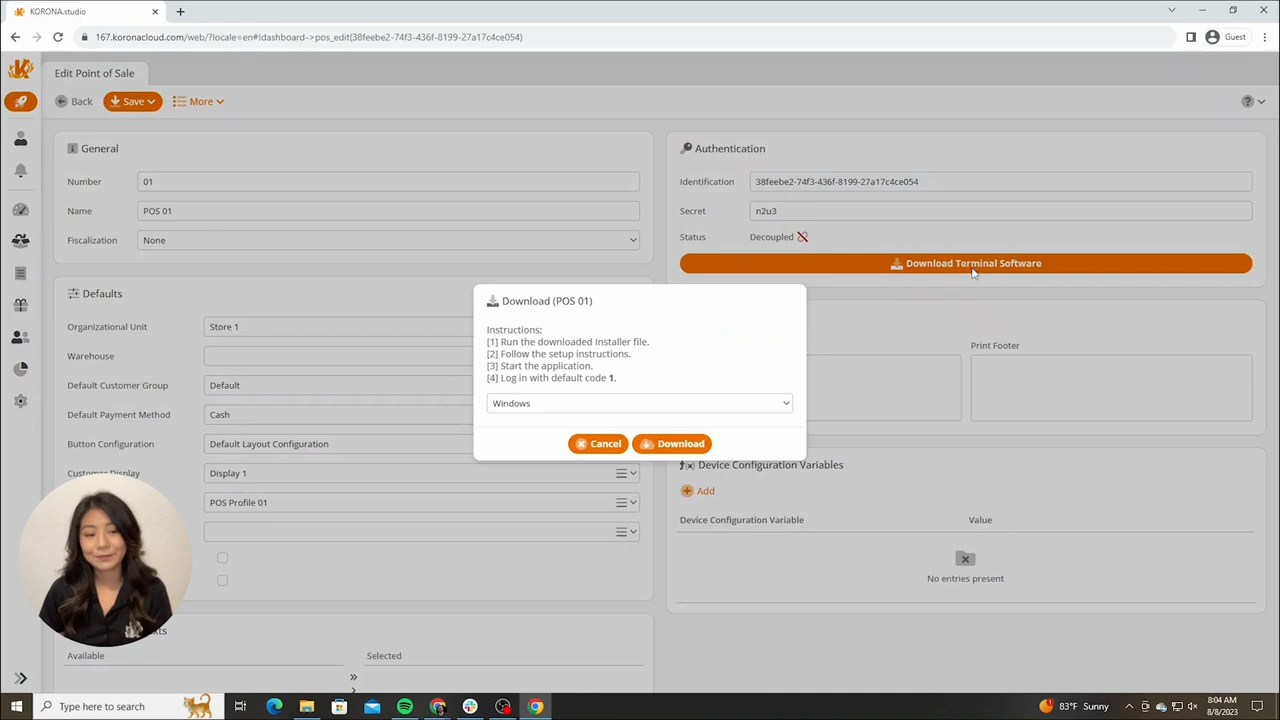 KORONA.studio
167.koronacloud.com/web/?locale=en#!dashboard->pos_edit(38feebe2-74f3-436f-8199-27a17c4ce054)
Guest
Edit Point of Sale
Back
Save
More
General
Number 01
Name POS 01
Fiscalization None
Authentication
Identification 38feebe2-74f3-436f-8199-27a17c4ce054
Secret n2u3
Status Decoupled
Download Terminal Software
Defaults
Organizational Unit Store 1
Warehouse
Default Customer Group Default
Default Payment Method Cash
Button Configuration Default Layout Configuration
Customer Display Display 1
POS Profile 01
Download (POS 01)
Instructions:
[1] Run the downloaded Installer file.
[2] Follow the setup instructions.
[3] Start the application.
[4] Log in with default code 1.
Windows
Cancel
Download
Print Footer
Device Configuration Variables
Add
Device Configuration Variable Value
No entries present
Available Selected
Type here to search
83°F Sunny
8:04 AM
8/8/2023